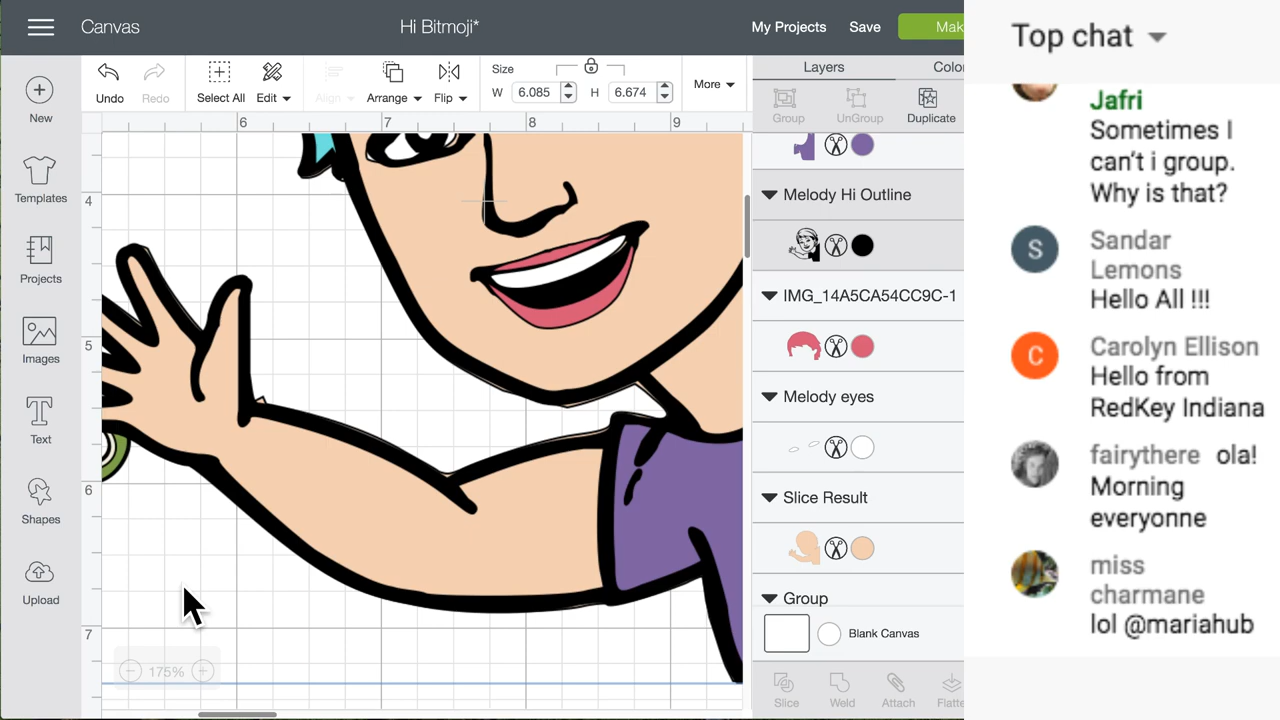 Canvas
Hi Bitmoji*
My Projects
Save
Mak
Top chat
New
Templates
Projects
Images
Text
Shapes
Upload
Undo
Redo
Select All
Edit
Align
Arrange
Flip
Size
W 6.085
H 6.674
More
6 7 8 9
4
5
6
7
175%
Layers
Color
Group
UnGroup
Duplicate
Melody Hi Outline
IMG_14A5CA54CC9C-1
Melody eyes
Slice Result
Group
Blank Canvas
Slice
Weld
Attach
Flatte
Jafri
Sometimes I
can't i group.
Why is that?
S
Sandar
Lemons
Hello All !!!
C
Carolyn Ellison
Hello from
RedKey Indiana
fairythere ola!
Morning
everyonne
miss
charmane
lol @mariahub